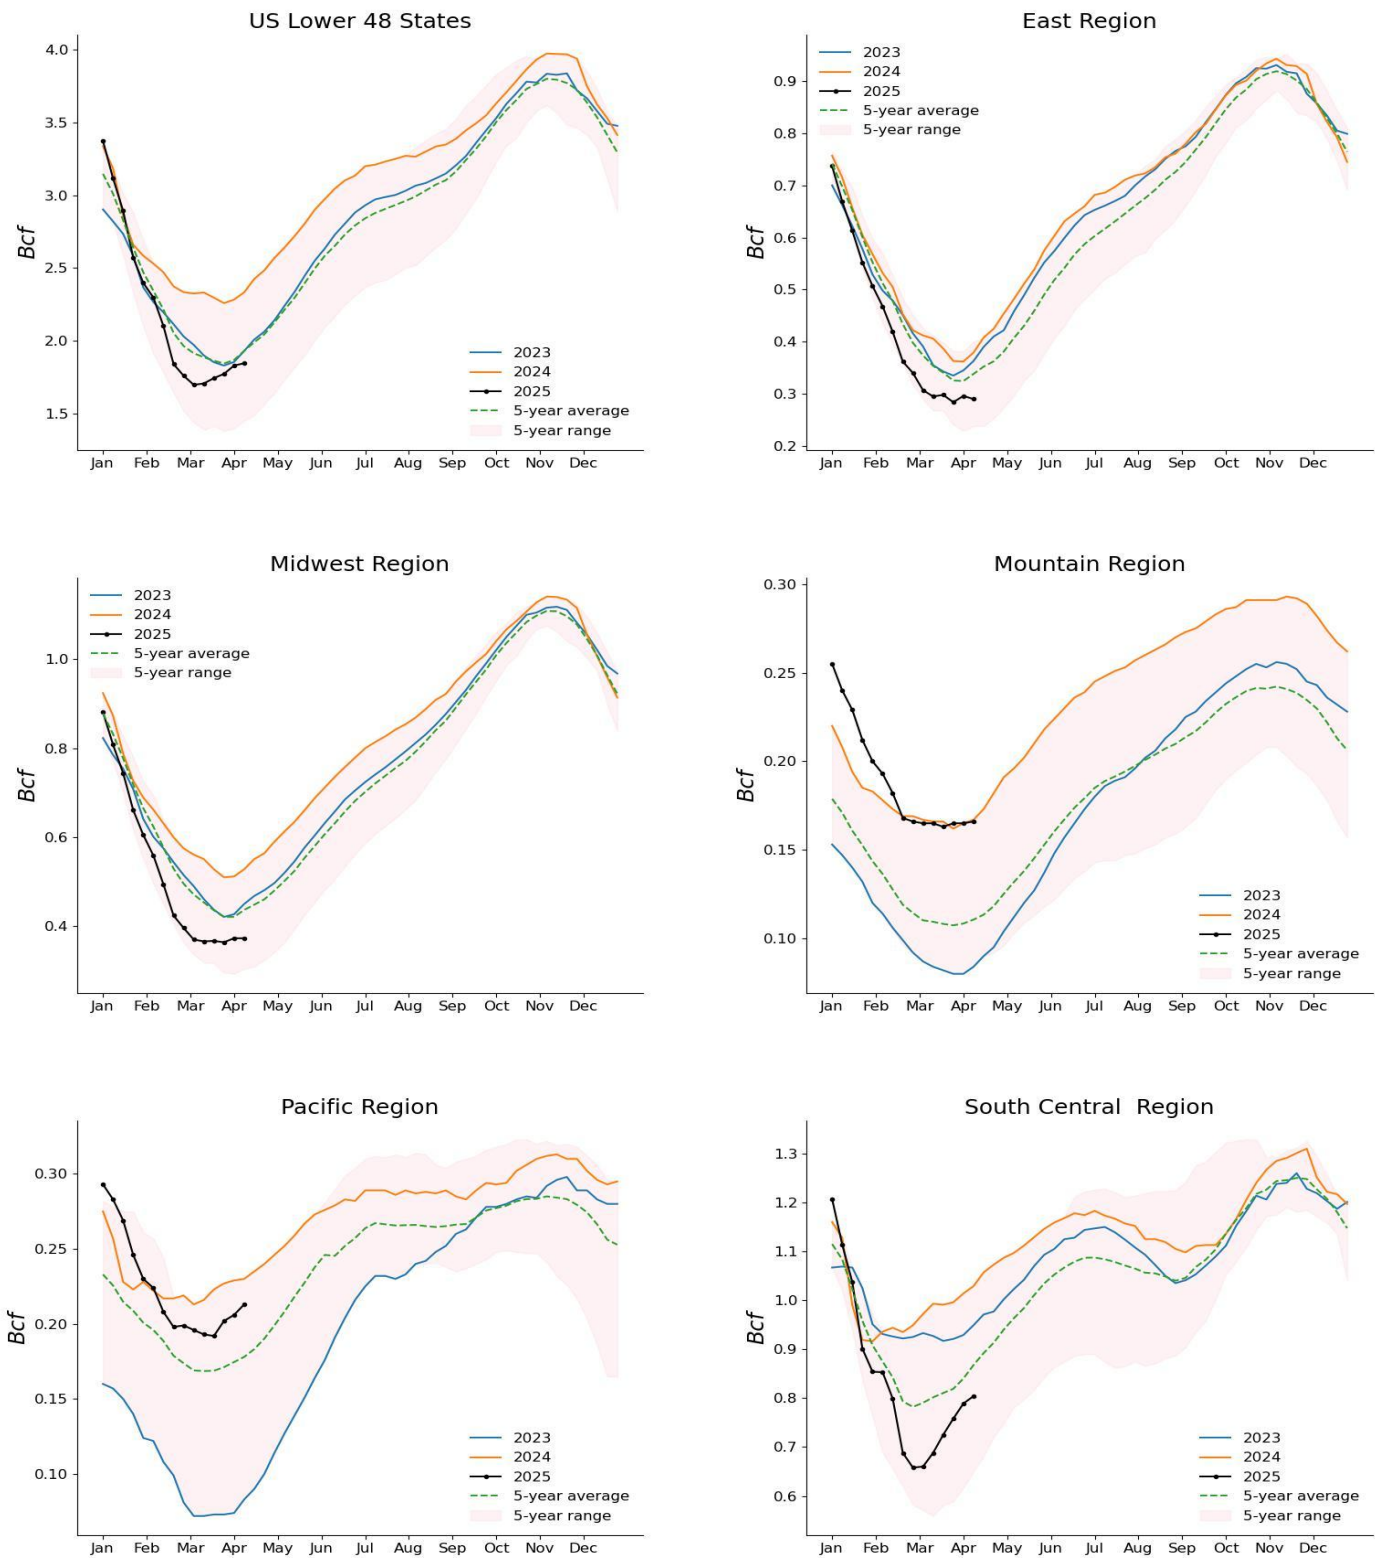 US Lower 48 States
4.0
3.5
3.0
2.5
2.0
1.5
Bcf
Jan Feb Mar Apr May Jun Jul Aug Sep Oct Nov Dec
2023
2024
2025
5-year average
5-year range
East Region
0.9
0.8
0.7
0.6
0.5
0.4
0.3
0.2
Bcf
Jan Feb Mar Apr May Jun Jul Aug Sep Oct Nov Dec
2023
2024
2025
5-year average
5-year range
Midwest Region
1.0
0.8
0.6
0.4
Bcf
Jan Feb Mar Apr May Jun Jul Aug Sep Oct Nov Dec
2023
2024
2025
5-year average
5-year range
Mountain Region
0.30
0.25
0.20
0.15
0.10
Bcf
Jan Feb Mar Apr May Jun Jul Aug Sep Oct Nov Dec
2023
2024
2025
5-year average
5-year range
Pacific Region
0.30
0.25
0.20
0.15
0.10
Bcf
Jan Feb Mar Apr May Jun Jul Aug Sep Oct Nov Dec
2023
2024
2025
5-year average
5-year range
South Central  Region
1.3
1.2
1.1
1.0
0.9
0.8
0.7
0.6
Bcf
Jan Feb Mar Apr May Jun Jul Aug Sep Oct Nov Dec
2023
2024
2025
5-year average
5-year range